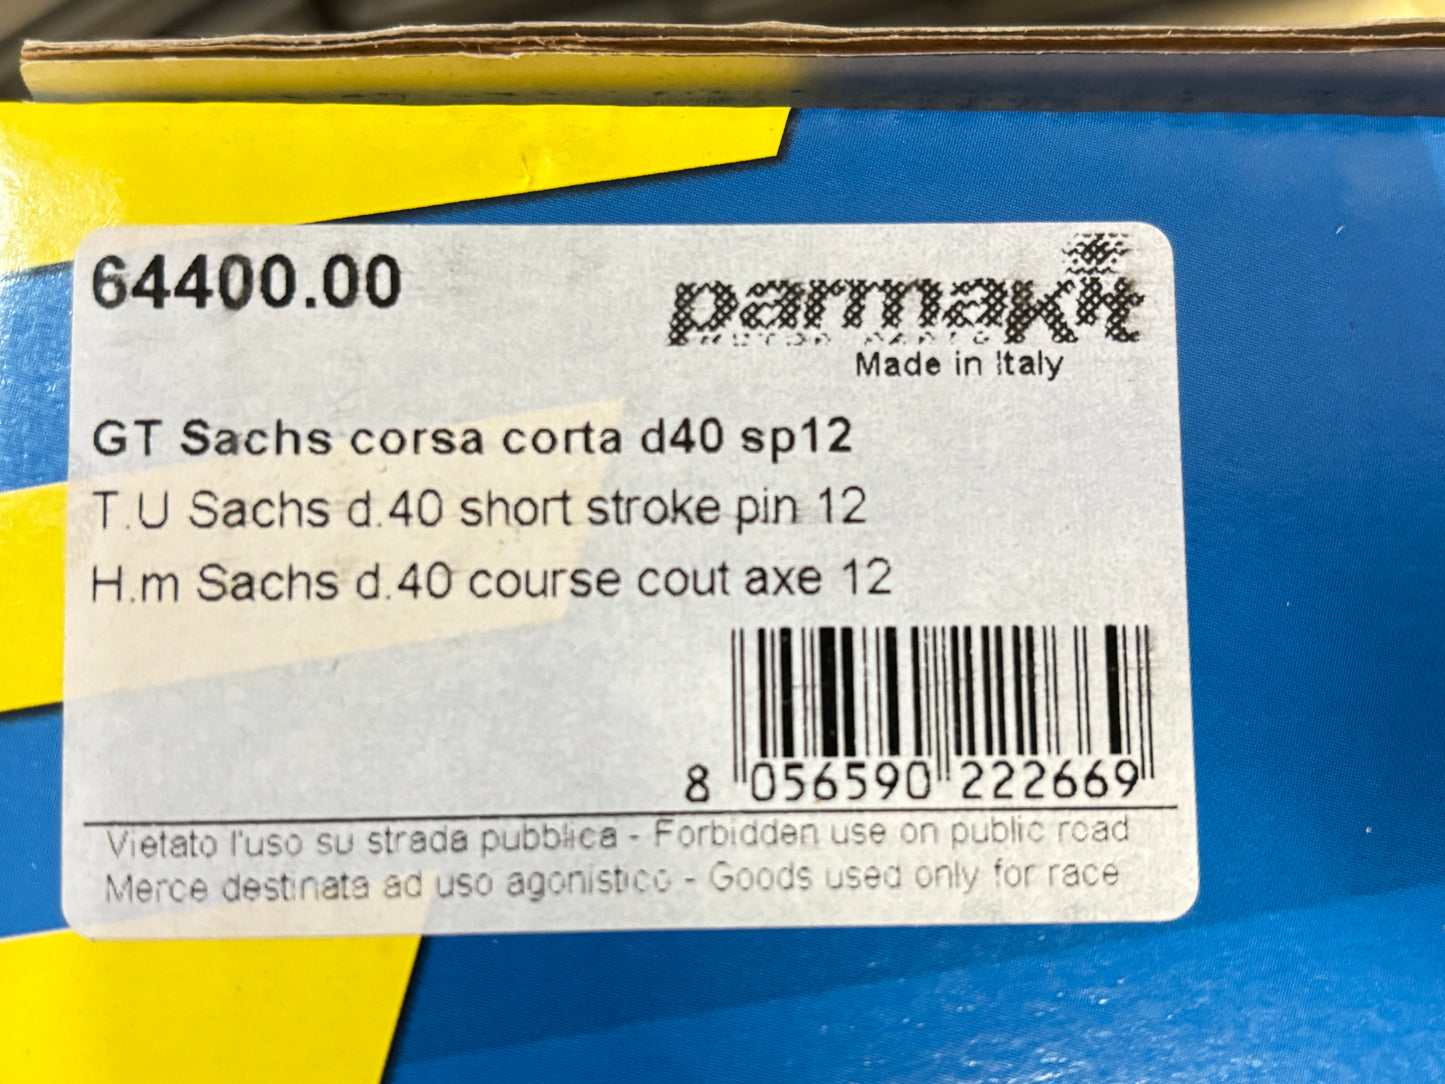 64400.00
parmakit
MOTOR PARTS
Made in Italy
GT Sachs corsa corta d40 sp12
T.U Sachs d.40 short stroke pin 12
H.m Sachs d.40 course cout axe 12
8 056590 222669
Vietato l'uso su strada pubblica - Forbidden use on public road
Merce destinata ad uso agonistico - Goods used only for race